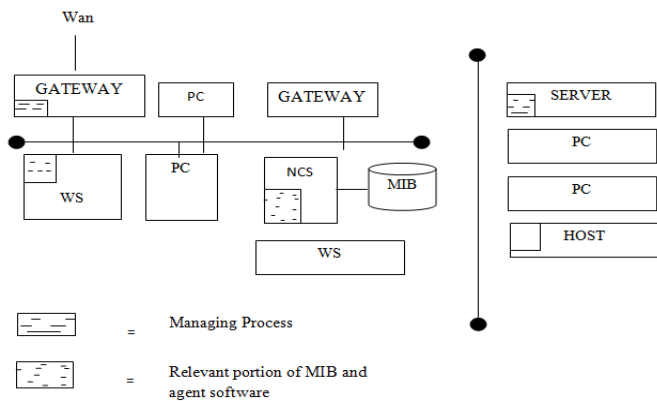 Wan
GATEWAY
PC
GATEWAY
SERVER
PC
PC
HOST
WS
PC
NCS
MIB
WS
= Managing Process
= Relevant portion of MIB and
agent software